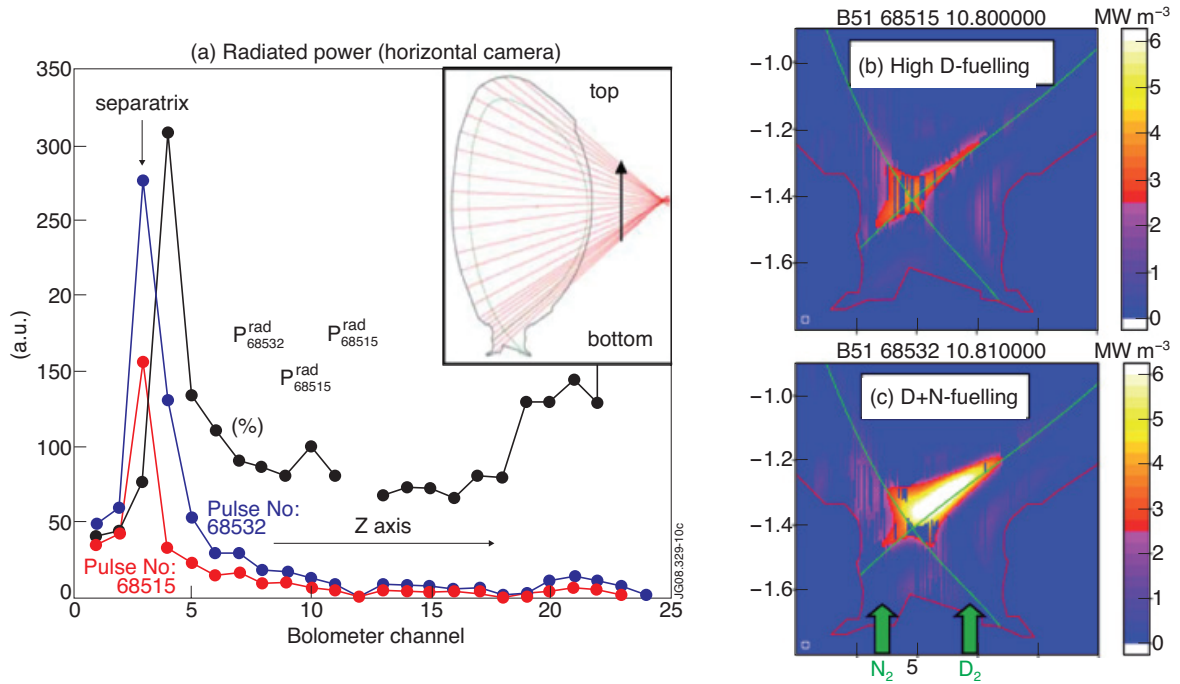 (a) Radiated power (horizontal camera)
350
300
250
20
(a.u.)
150
100
50
0
0
5
10
15
20
25
Bolometer channel
separatrix
top
bottom
P^rad_68532
P^rad_68515
P^rad_68515
(%)
Pulse No:
68532
Z axis
Pulse No:
68515
JG08.329-10c
B51 68515 10.800000
MW m⁻³
(b) High D-fuelling
−1.0
−1.2
−1.4
−1.6
6
5
4
3
2
1
0
B51 68532 10.810000
MW m⁻³
(c) D+N-fuelling
−1.0
−1.2
−1.4
−1.6
6
5
4
3
2
1
0
N₂
5
D₂